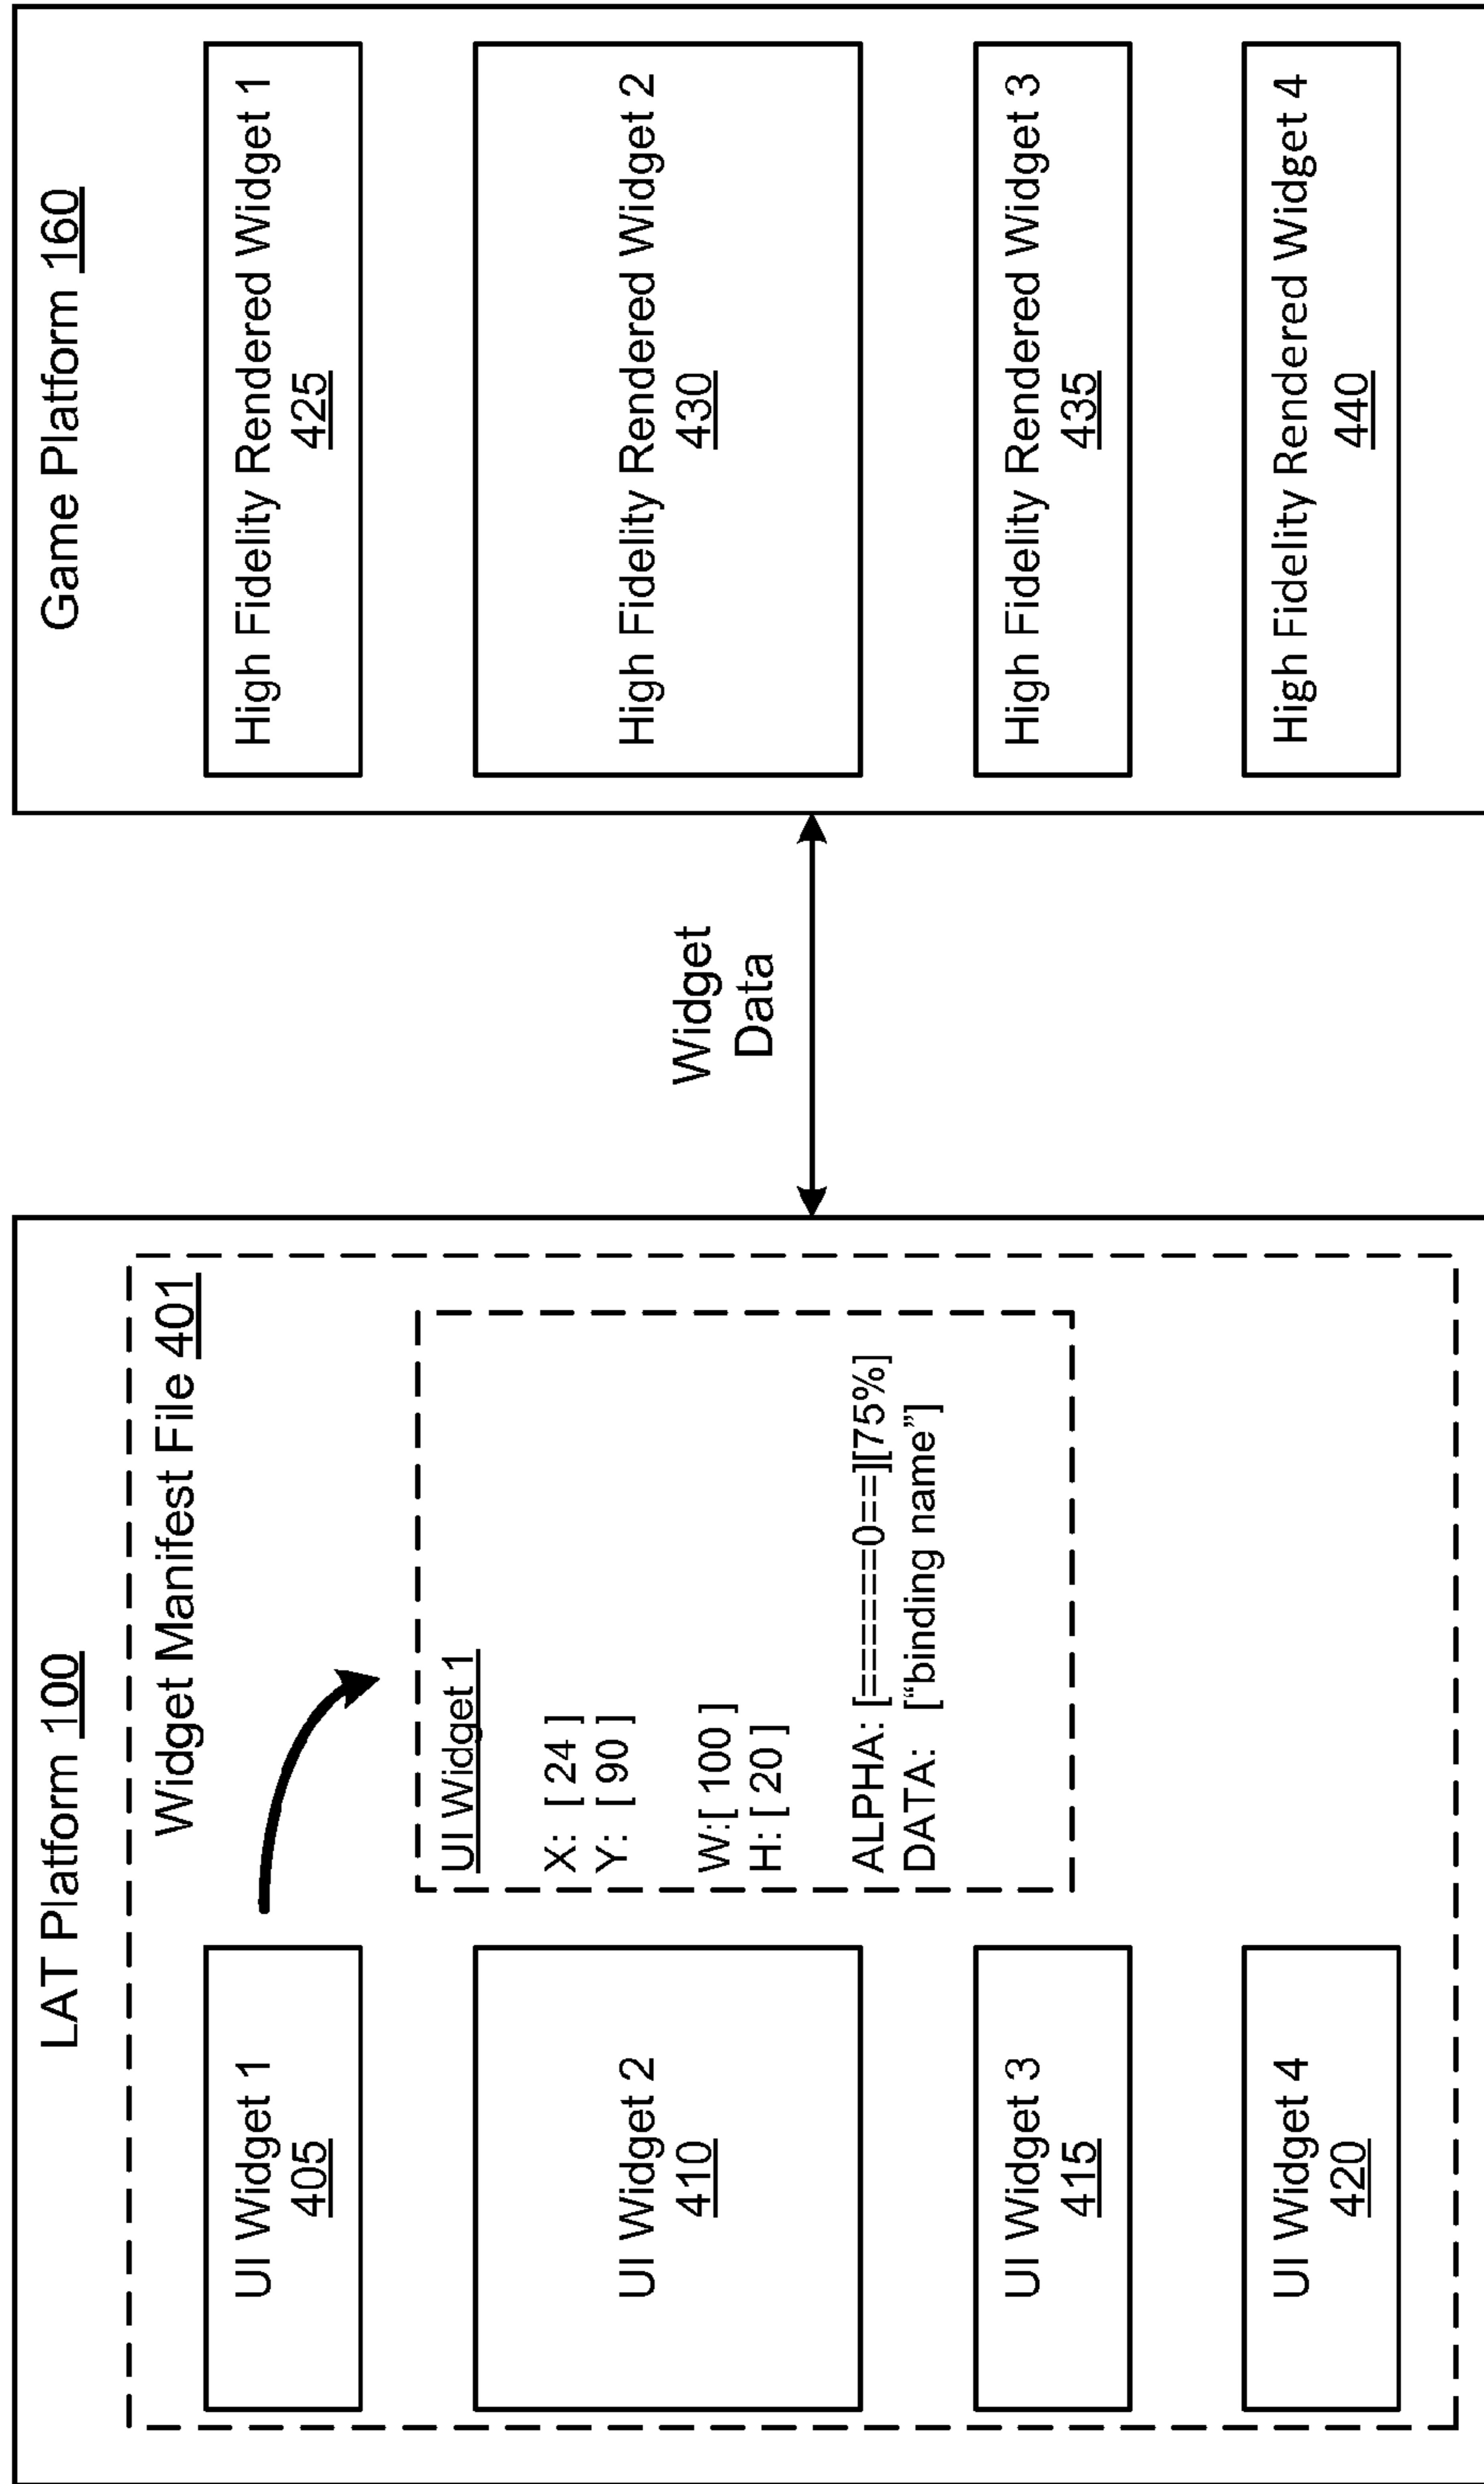 LAT Platform 100
Widget Manifest File 401
UI Widget 1
405
UI Widget 2
410
UI Widget 3
415
UI Widget 4
420
UI Widget 1
X: [ 24 ]
Y: [ 90 ]
W:[ 100 ]
H: [ 20 ]
ALPHA: [=======0==][75%]
DATA: [“binding name”]
Widget
Data
Game Platform 160
High Fidelity Rendered Widget 1
425
High Fidelity Rendered Widget 2
430
High Fidelity Rendered Widget 3
435
High Fidelity Rendered Widget 4
440